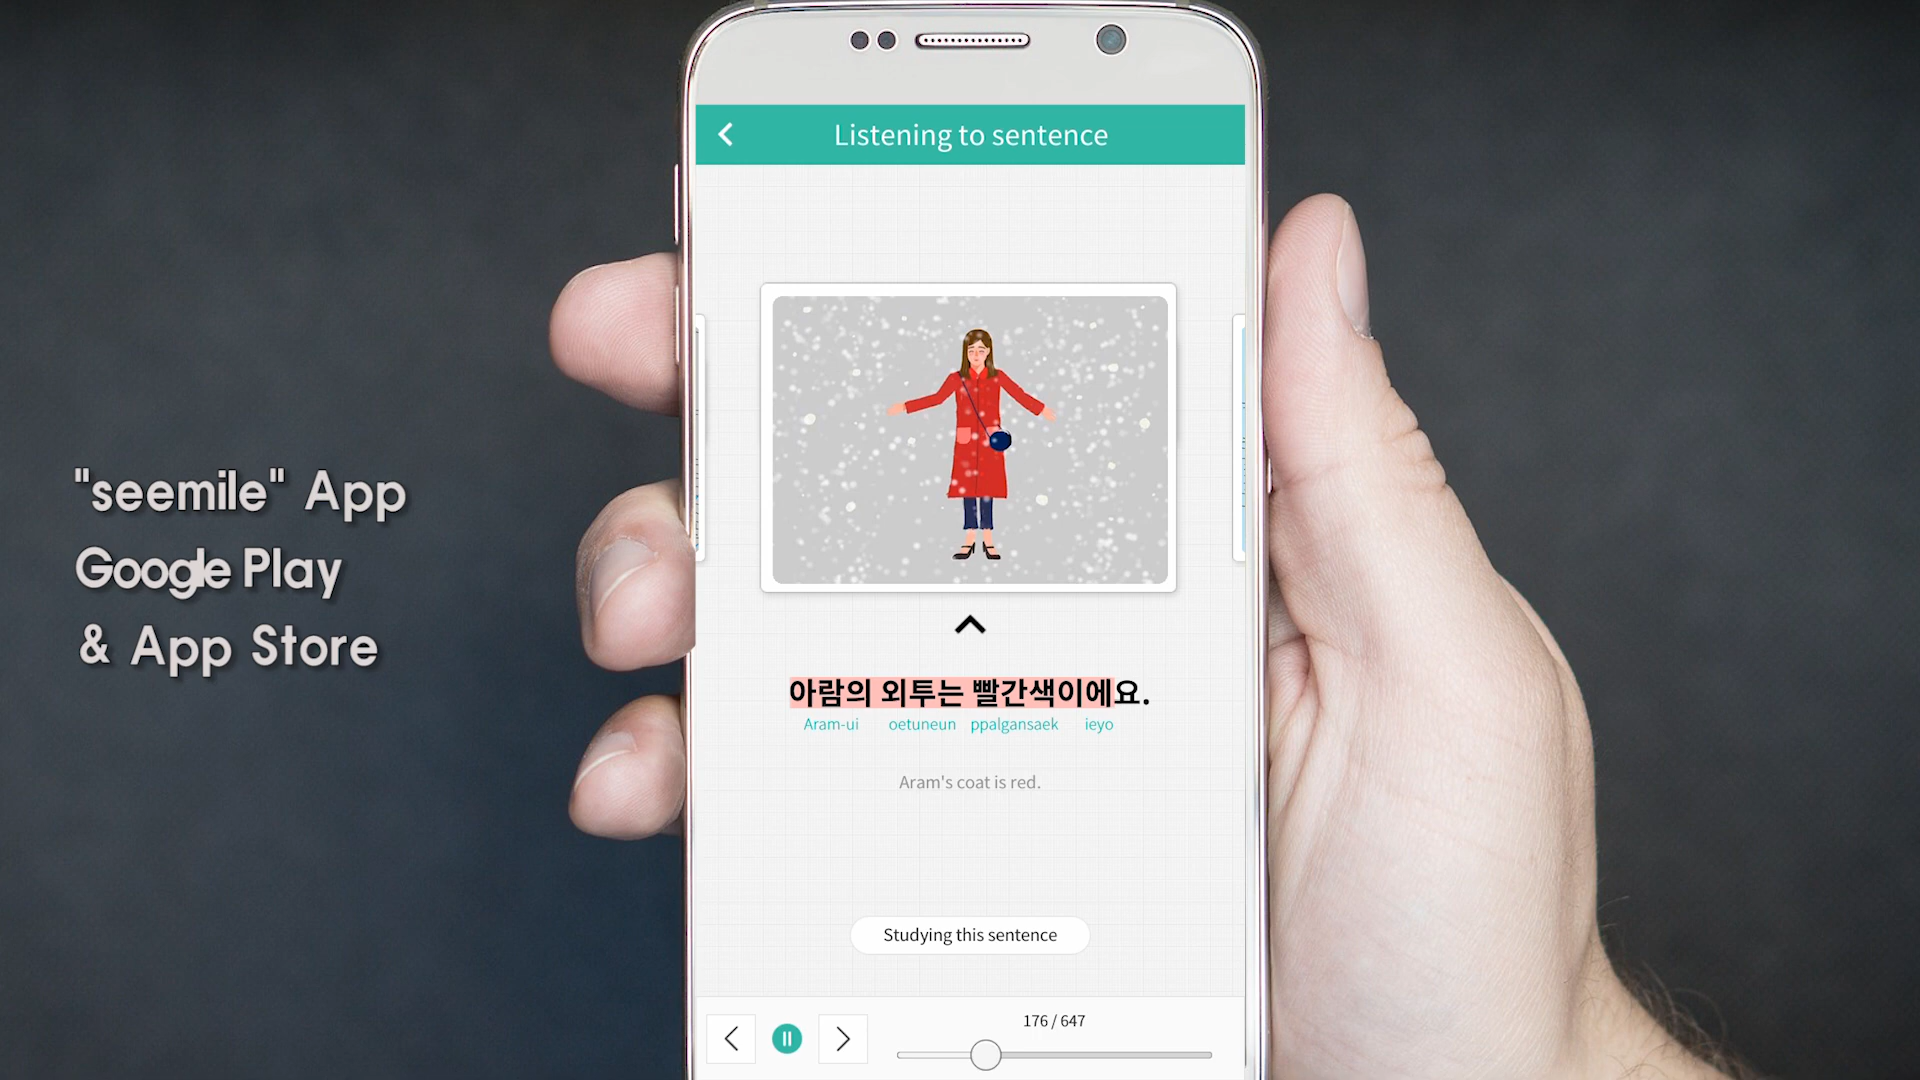 "seemile" App
Google Play
& App Store
Listening to sentence
아람의 외투는 빨간색이에요.
Aram-ui oetuneun ppalgansaek ieyo
Aram's coat is red.
Studying this sentence
176 / 647